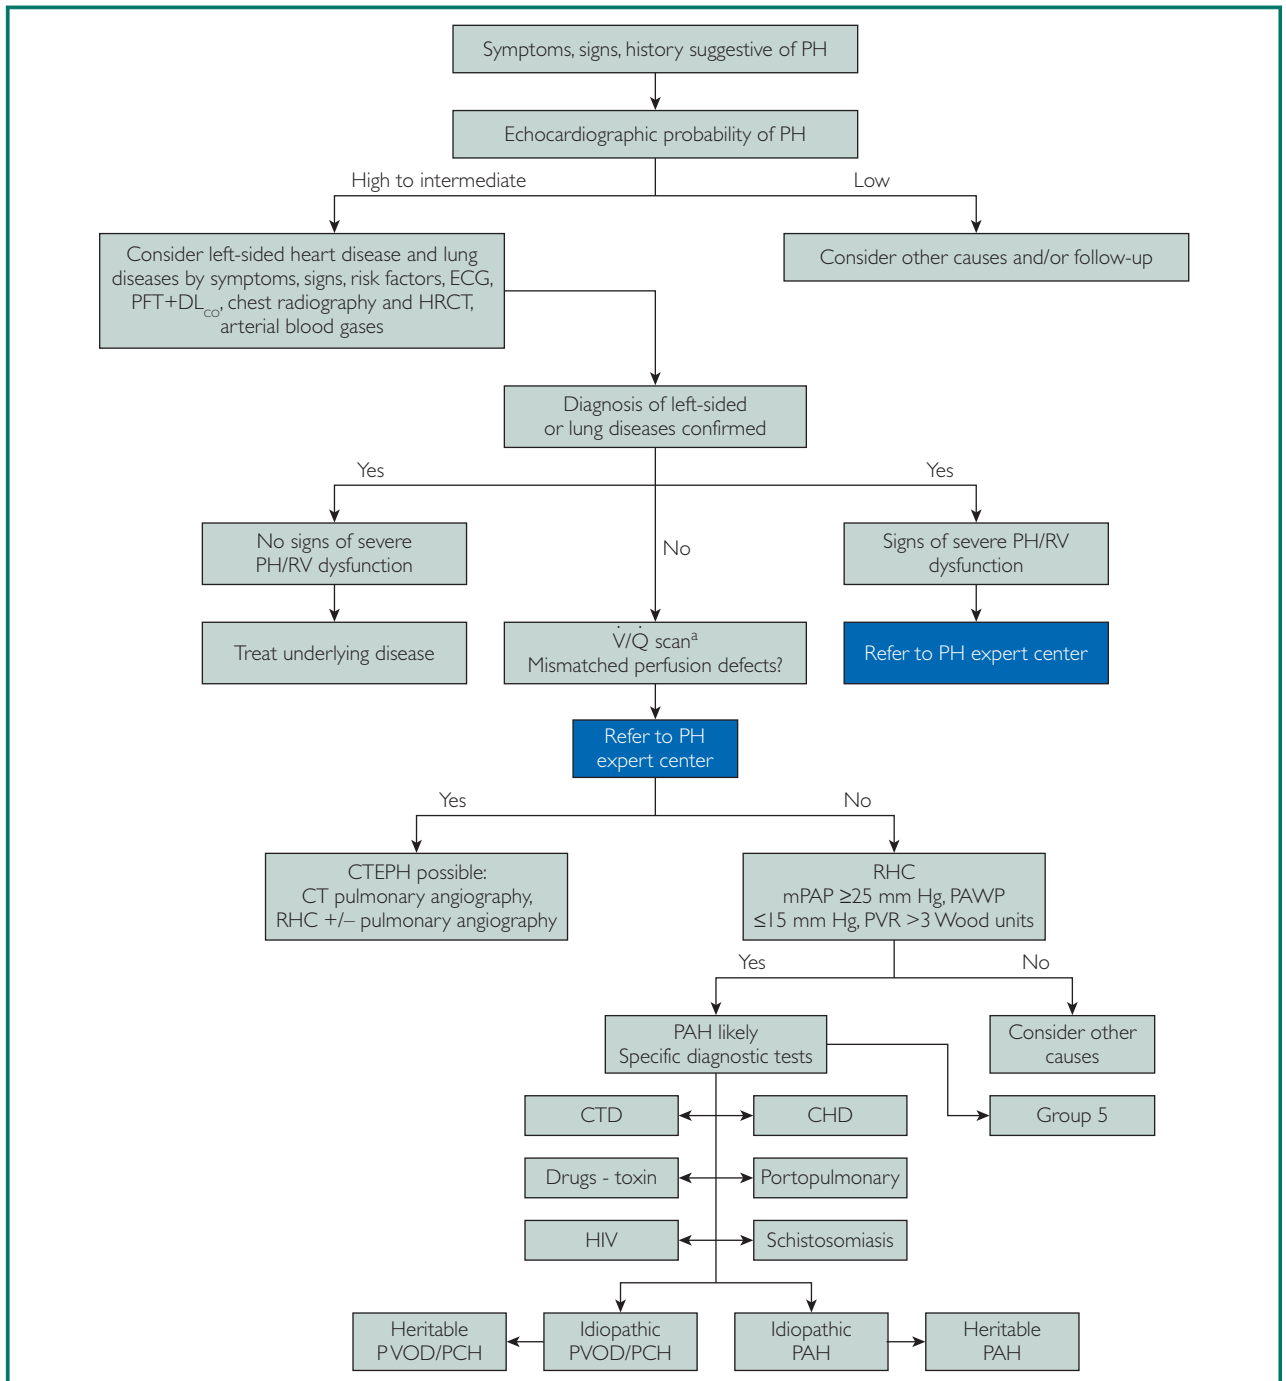 Symptoms, signs, history suggestive of PH
Echocardiographic probability of PH
High to intermediate
Low
Consider left-sided heart disease and lung
diseases by symptoms, signs, risk factors, ECG,
PFT+DLCO, chest radiography and HRCT,
arterial blood gases
Consider other causes and/or follow-up
Diagnosis of left-sided
or lung diseases confirmed
Yes
Yes
No
No signs of severe
PH/RV dysfunction
Signs of severe PH/RV
dysfunction
Treat underlying disease
V̇/Q̇ scanᵃ
Mismatched perfusion defects?
Refer to PH expert center
Refer to PH
expert center
Yes
No
CTEPH possible:
CT pulmonary angiography,
RHC +/– pulmonary angiography
RHC
mPAP ≥25 mm Hg, PAWP
≤15 mm Hg, PVR >3 Wood units
Yes
No
PAH likely
Specific diagnostic tests
Consider other
causes
CTD
CHD
Group 5
Drugs - toxin
Portopulmonary
HIV
Schistosomiasis
Heritable
PVOD/PCH
Idiopathic
PVOD/PCH
Idiopathic
PAH
Heritable
PAH